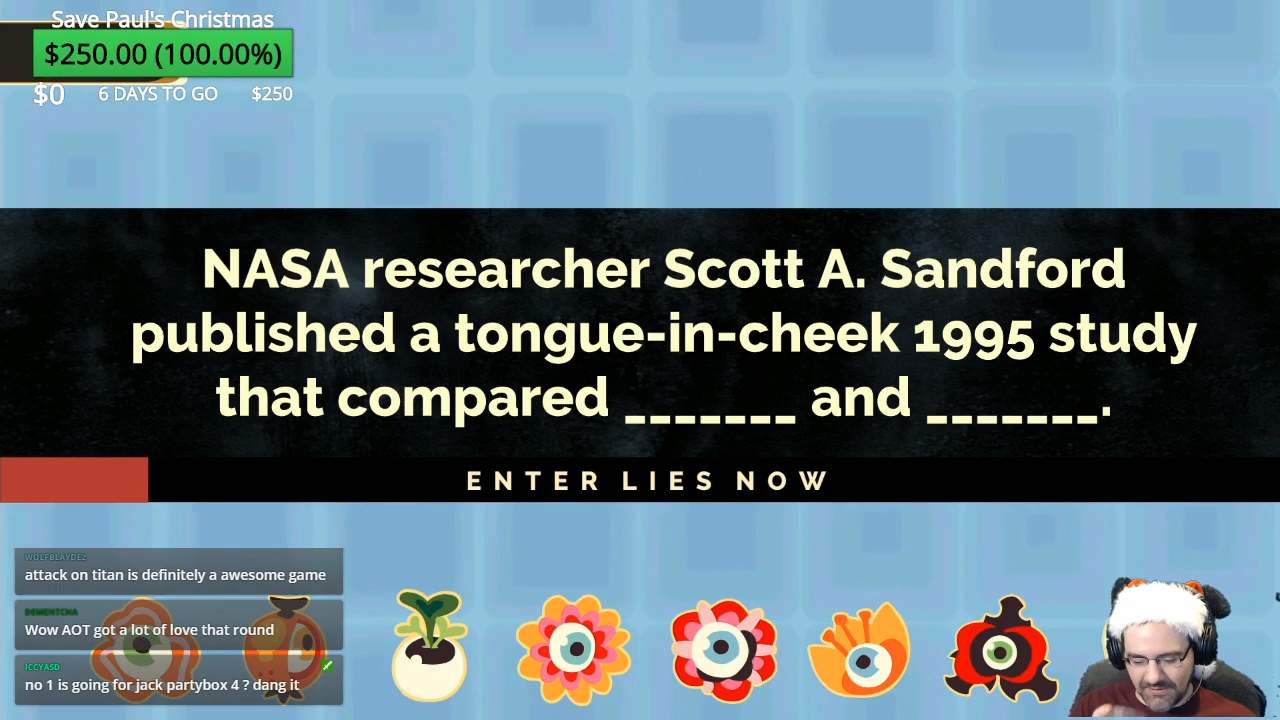 Save Paul's Christmas
$250.00 (100.00%)
$0 6 DAYS TO GO $250
NASA researcher Scott A. Sandford
published a tongue-in-cheek 1995 study
that compared _______ and _______.
ENTER LIES NOW
WOLFBLAYDE2
attack on titan is definitely a awesome game
DEMENTCHA
Wow AOT got a lot of love that round
ICCYASD
no 1 is going for jack partybox 4 ? dang it